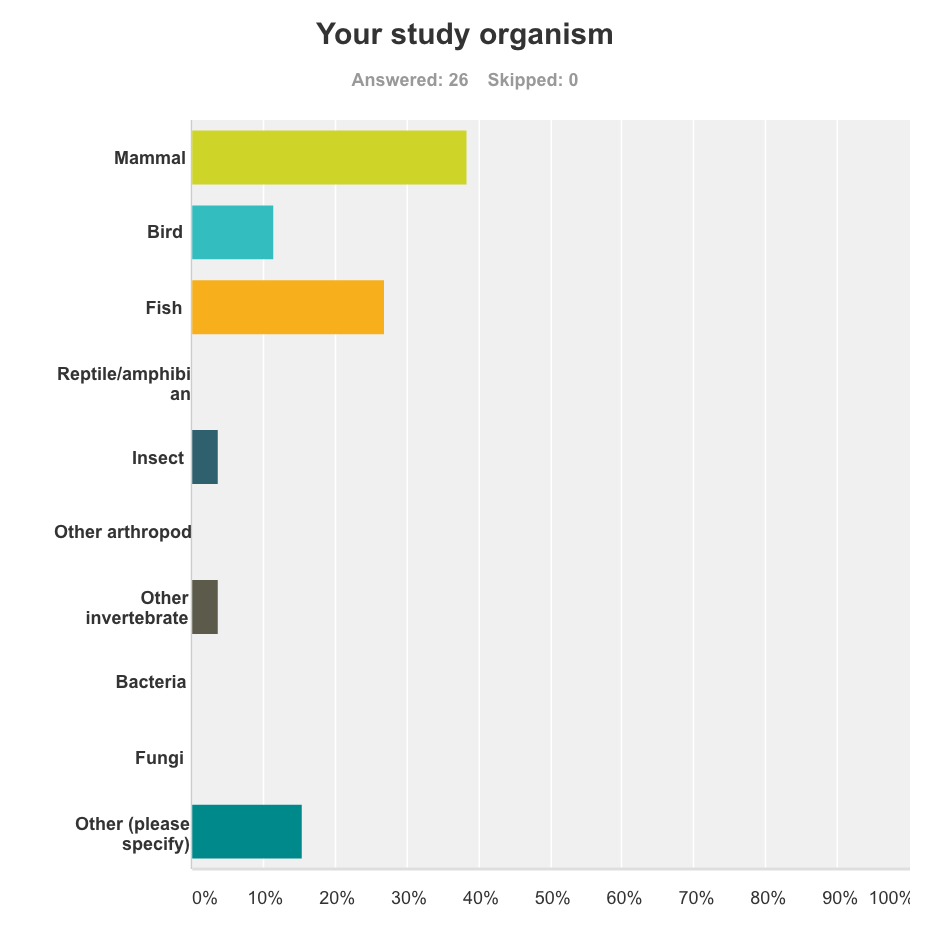 Your study organism
Answered: 26 Skipped: 0
Mammal
Bird
Fish
Reptile/amphibi
an
Insect
Other arthropod
Other
invertebrate
Bacteria
Fungi
Other (please
specify)
0% 10% 20% 30% 40% 50% 60% 70% 80% 90% 100%